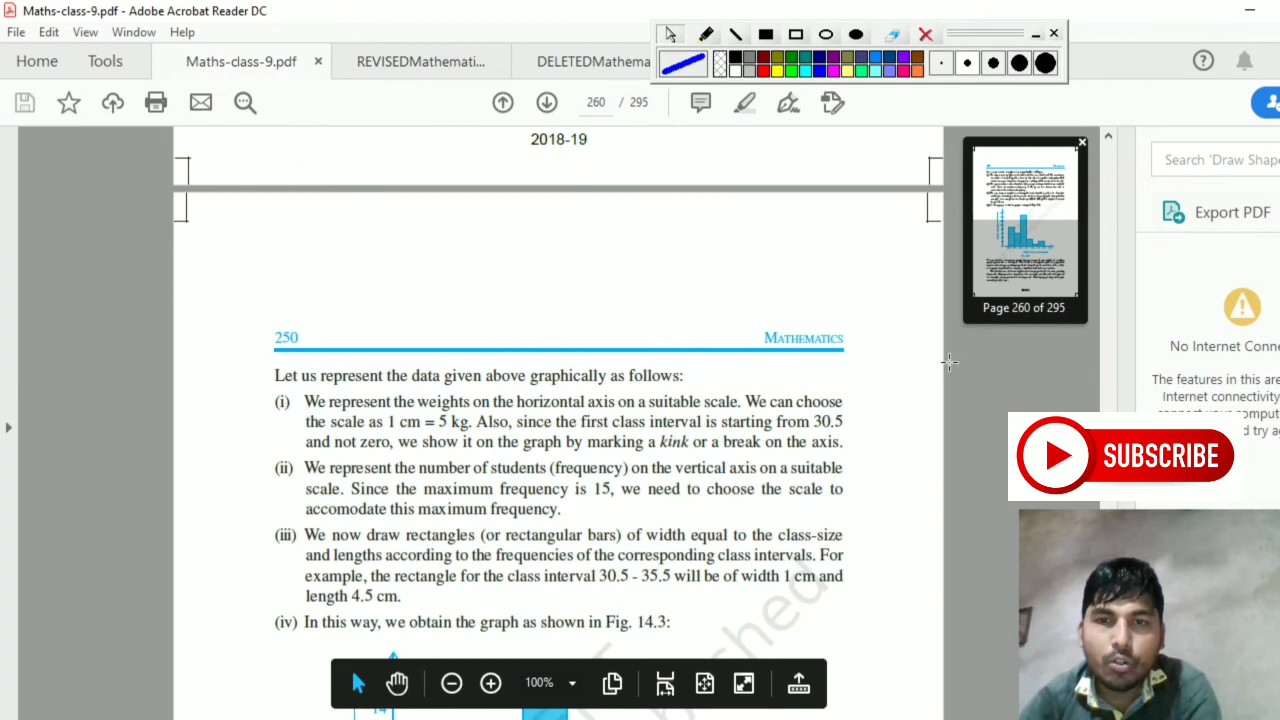 Maths-class-9.pdf - Adobe Acrobat Reader DC
File Edit View Window Help
Home Tools Maths-class-9.pdf × REVISEDMathemati... DELETEDMathema
260 / 295
2018-19
Page 260 of 295
Search 'Draw Shape
Export PDF
No Internet Conne
The features in this are
Internet connectivity
connect your comput
d try ag
SUBSCRIBE
250 MATHEMATICS
Let us represent the data given above graphically as follows:
(i) We represent the weights on the horizontal axis on a suitable scale. We can choose
the scale as 1 cm = 5 kg. Also, since the first class interval is starting from 30.5
and not zero, we show it on the graph by marking a kink or a break on the axis.
(ii) We represent the number of students (frequency) on the vertical axis on a suitable
scale. Since the maximum frequency is 15, we need to choose the scale to
accomodate this maximum frequency.
(iii) We now draw rectangles (or rectangular bars) of width equal to the class-size
and lengths according to the frequencies of the corresponding class intervals. For
example, the rectangle for the class interval 30.5 - 35.5 will be of width 1 cm and
length 4.5 cm.
(iv) In this way, we obtain the graph as shown in Fig. 14.3:
14
100%